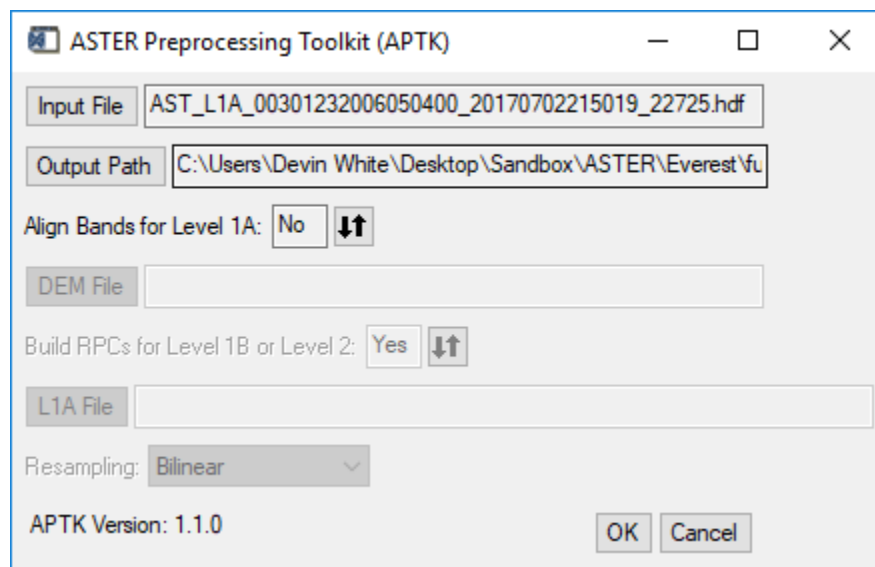 ASTER Preprocessing Toolkit (APTK)
Input File AST_L1A_00301232006050400_20170702215019_22725.hdf
Output Path C:\Users\Devin White\Desktop\Sandbox\ASTER\Everest\fu
Align Bands for Level 1A: No
DEM File
Build RPCs for Level 1B or Level 2: Yes
L1A File
Resampling: Bilinear
APTK Version: 1.1.0 OK Cancel